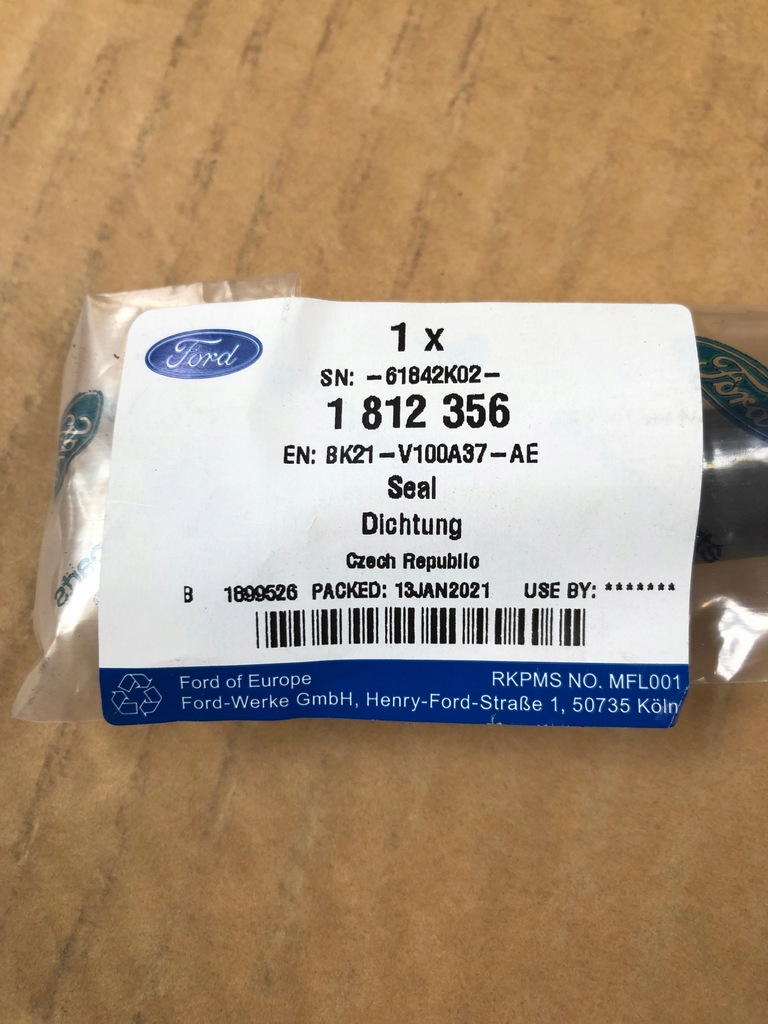 Ford
1 x
SN: -61842K02-
1 812 356
EN: BK21-V100A37-AE
Seal
Dichtung
Czech Republic
B 1899526 PACKED: 13JAN2021 USE BY: *******
Ford of Europe RKPMS NO. MFL001
Ford-Werke GmbH, Henry-Ford-Straße 1, 50735 Köln
Ford